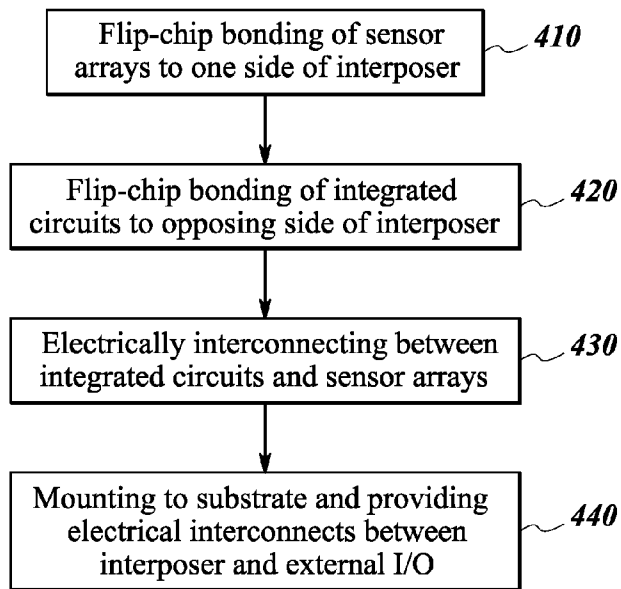 Flip-chip bonding of sensor
arrays to one side of interposer
410
Flip-chip bonding of integrated
circuits to opposing side of interposer
420
Electrically interconnecting between
integrated circuits and sensor arrays
430
Mounting to substrate and providing
electrical interconnects between
interposer and external I/O
440